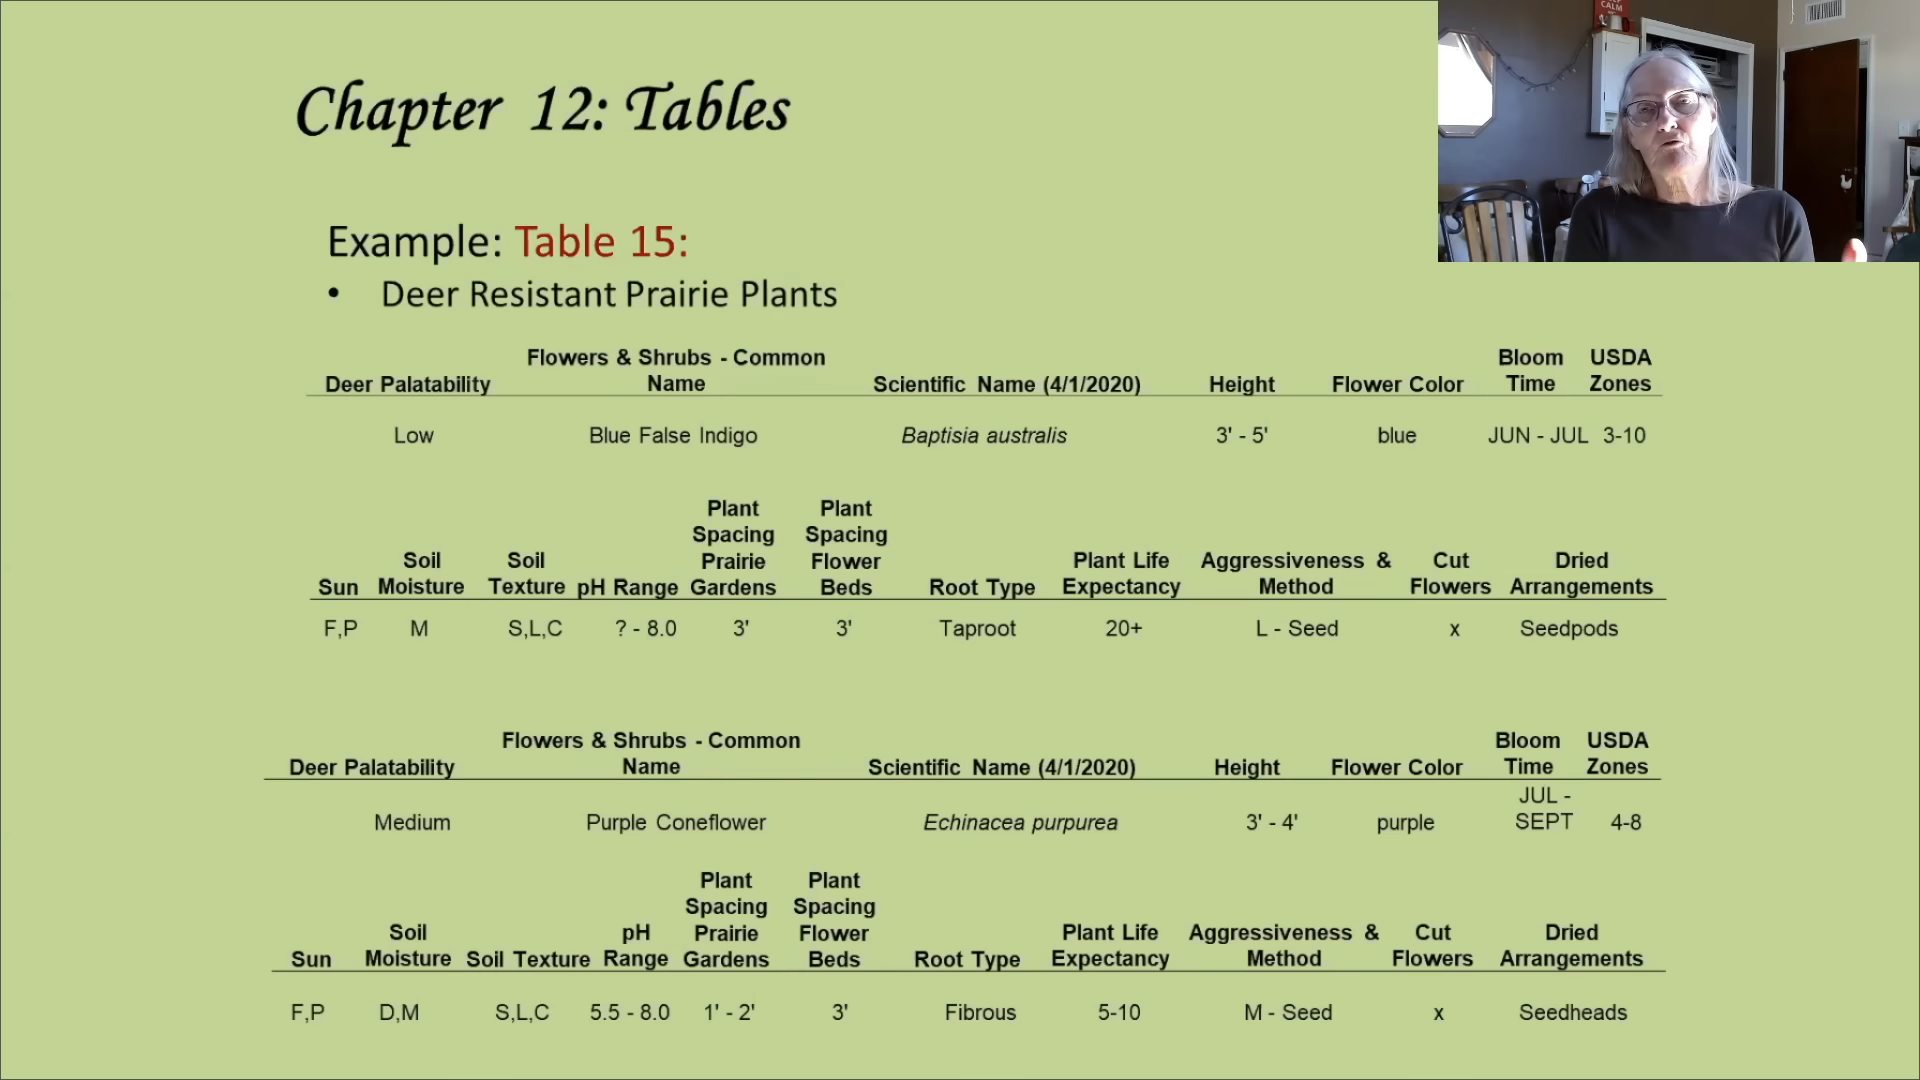 CALM
Chapter 12: Tables
Example: Table 15:
• Deer Resistant Prairie Plants
Flowers & Shrubs - Common Bloom USDA
Deer Palatability Name Scientific Name (4/1/2020) Height Flower Color Time Zones
Low Blue False Indigo Baptisia australis 3' - 5' blue JUN - JUL 3-10
Plant Plant
Spacing Spacing
Soil Soil Prairie Flower Plant Life Aggressiveness & Cut Dried
Sun Moisture Texture pH Range Gardens Beds Root Type Expectancy Method Flowers Arrangements
F,P M S,L,C ? - 8.0 3' 3' Taproot 20+ L - Seed x Seedpods
Flowers & Shrubs - Common Bloom USDA
Deer Palatability Name Scientific Name (4/1/2020) Height Flower Color Time Zones
JUL -
Medium Purple Coneflower Echinacea purpurea 3' - 4' purple SEPT 4-8
Plant Plant
Spacing Spacing
Soil pH Prairie Flower Plant Life Aggressiveness & Cut Dried
Sun Moisture Soil Texture Range Gardens Beds Root Type Expectancy Method Flowers Arrangements
F,P D,M S,L,C 5.5 - 8.0 1' - 2' 3' Fibrous 5-10 M - Seed x Seedheads